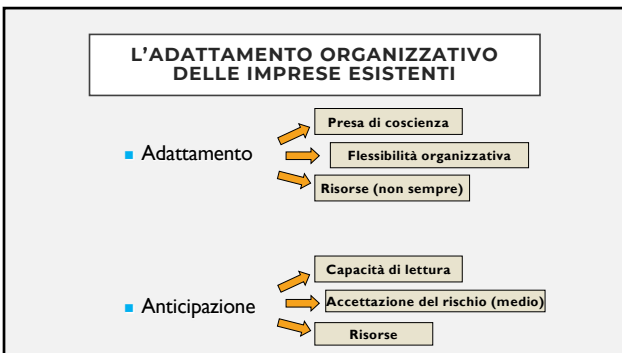 L'ADATTAMENTO ORGANIZZATIVO
DELLE IMPRESE ESISTENTI
Adattamento
Presa di coscienza
Flessibilità organizzativa
Risorse (non sempre)
Anticipazione
Capacità di lettura
Accettazione del rischio (medio)
Risorse